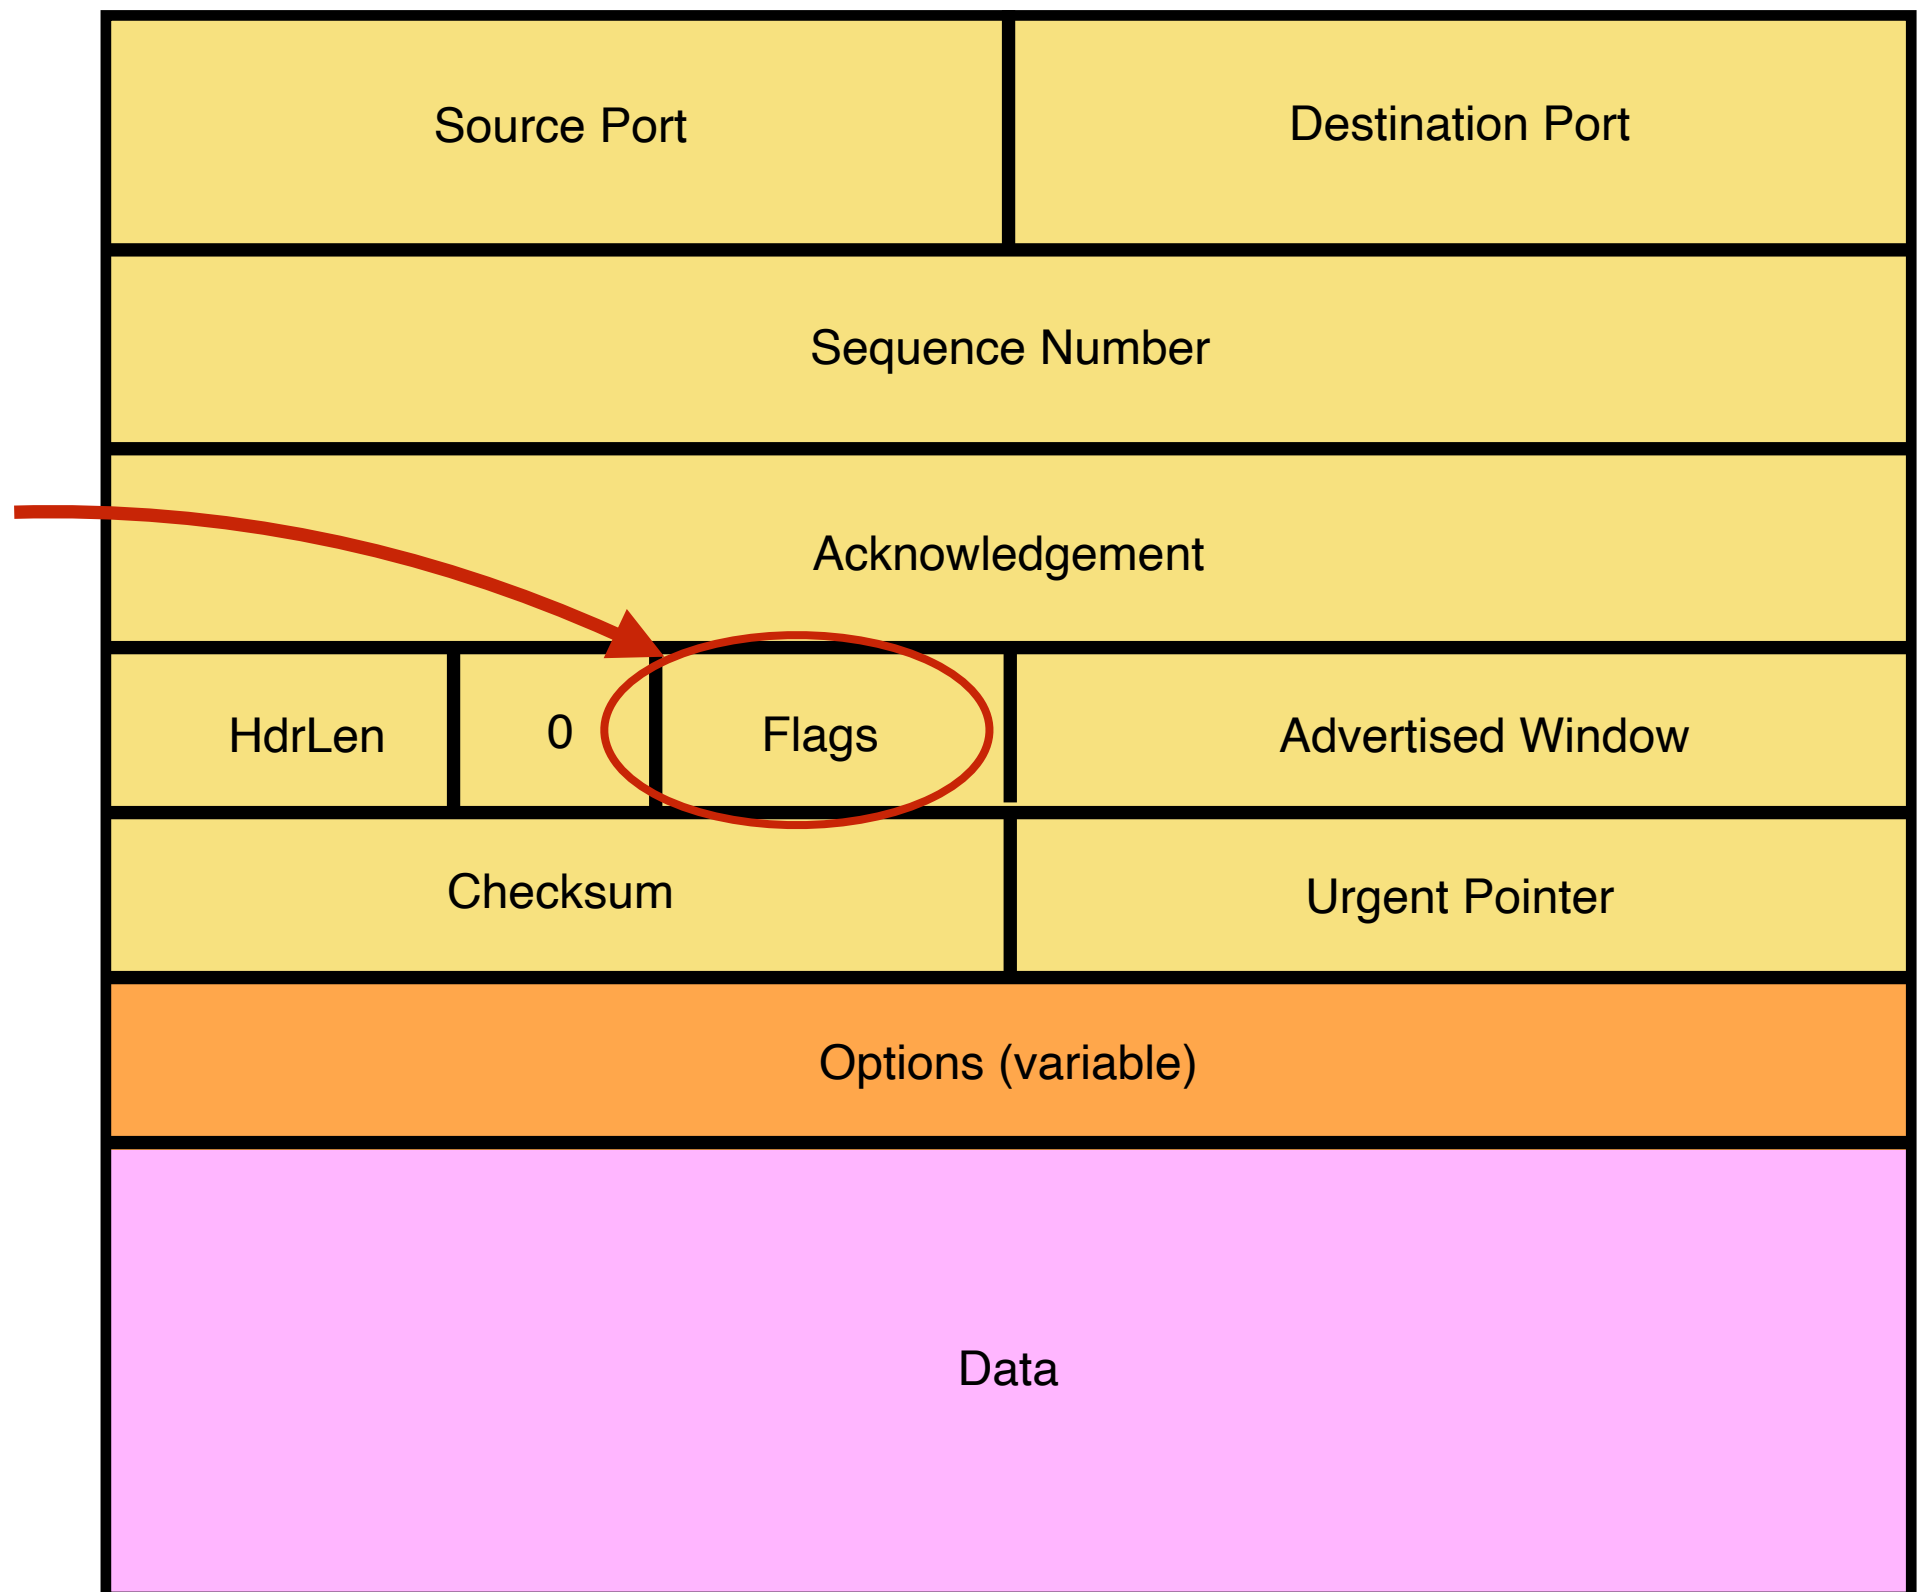 Source Port
Destination Port
Sequence Number
Acknowledgement
HdrLen
0
Flags
Advertised Window
Checksum
Urgent Pointer
Options (variable)
Data